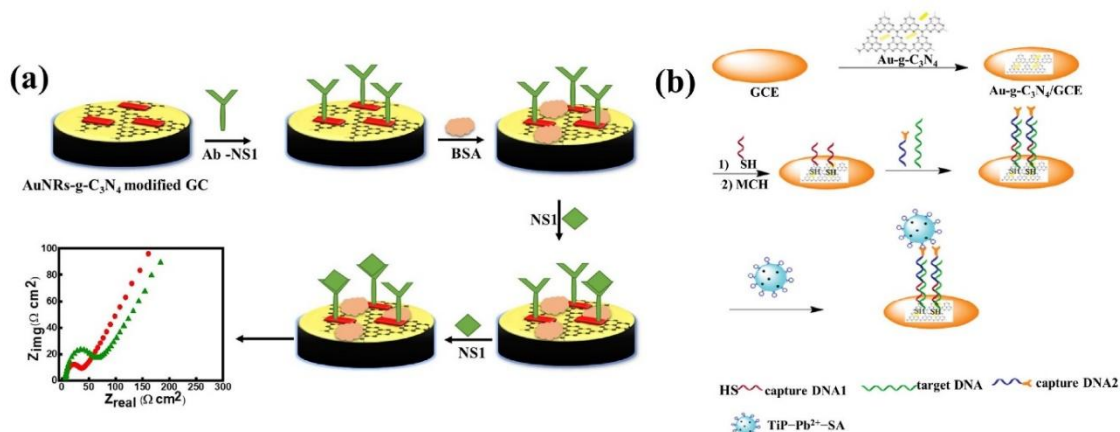 (a)
Ab -NS1
BSA
AuNRs-g-C₃N₄ modified GC
NS1
NS1
100
80
60
40
20
0
Zimg(Ω cm2)
0 50 100 150 200 250 300
Zreal(Ω cm2)
(b)
GCE
Au-g-C₃N₄
Au-g-C₃N₄/GCE
1) SH
2) MCH
SH SH
SH SH
SH SH
HS capture DNA1
target DNA
capture DNA2
TiP–Pb²⁺–SA